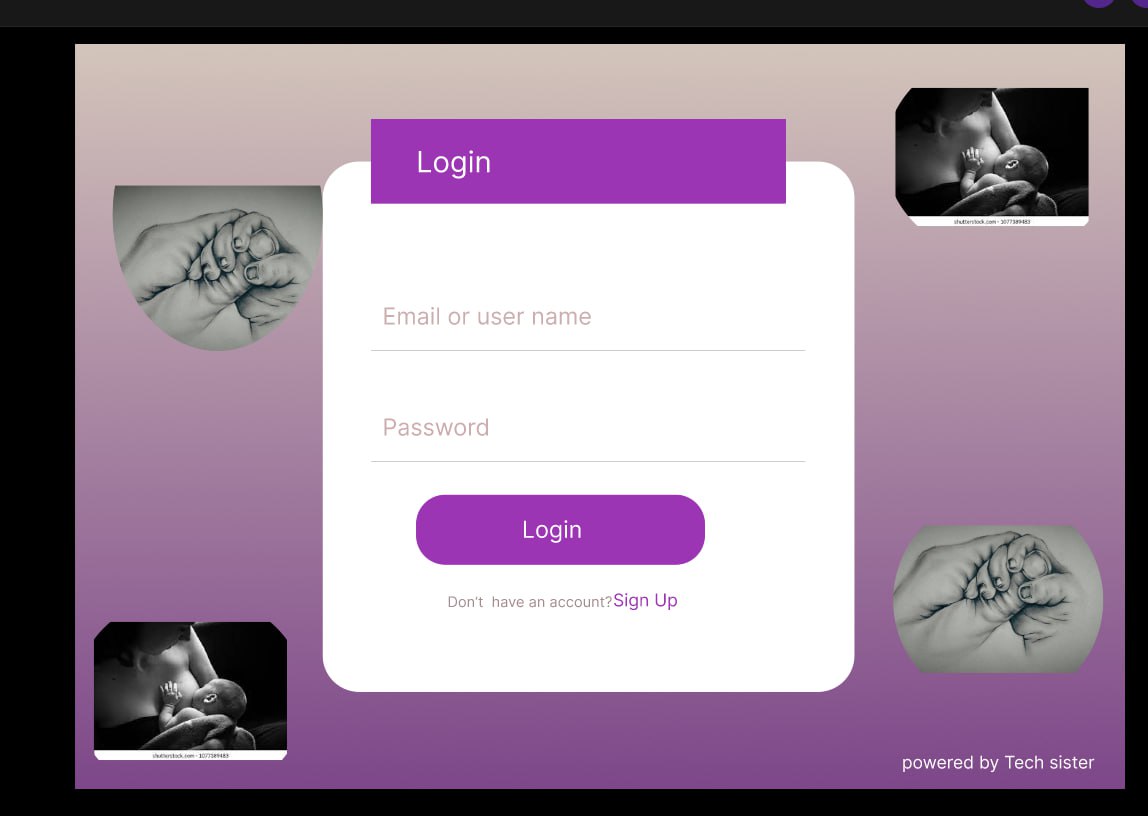 Login
shutterstock.com · 1077389483
Email or user name
Password
Login
Don't  have an account?Sign Up
shutterstock.com · 1077389483
powered by Tech sister